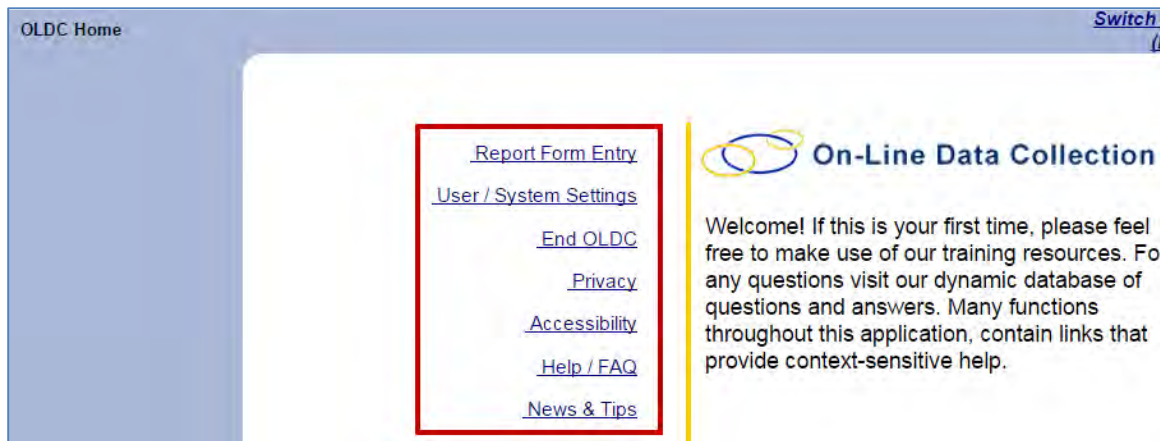 OLDC Home
Switch
Report Form Entry
User / System Settings
End OLDC
Privacy
Accessibility
Help / FAQ
News & Tips
On-Line Data Collection
Welcome! If this is your first time, please feel
free to make use of our training resources. Fo
any questions visit our dynamic database of
questions and answers. Many functions
throughout this application, contain links that
provide context-sensitive help.